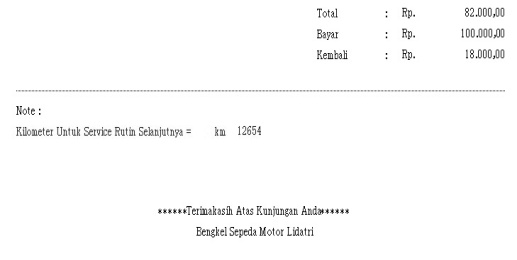 Total : Rp. 82.000,00
Bayar : Rp. 100.000,00
Kembali : Rp. 18.000,00
Note :
Kilometer Untuk Service Rutin Selanjutnya = km 12654
******Terimakasih Atas Kunjungan Anda******
Bengkel Sepeda Motor Lidatri